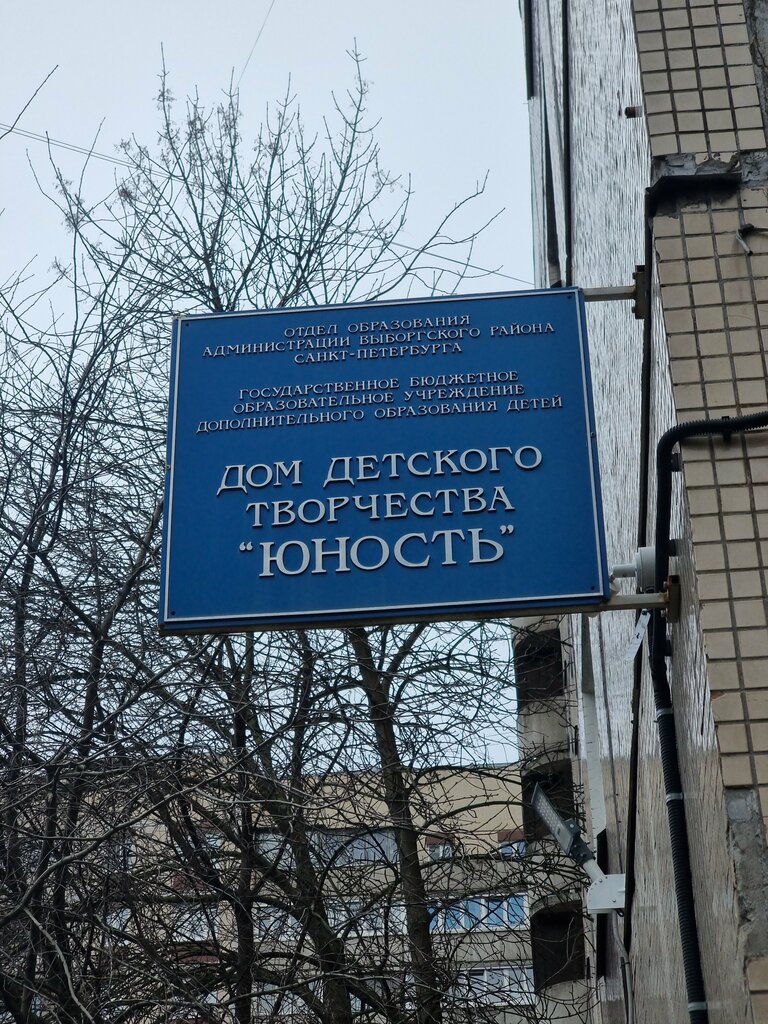 ОТДЕЛ ОБРАЗОВАНИЯ
АДМИНИСТРАЦИИ ВЫБОРГСКОГО РАЙОНА
САНКТ-ПЕТЕРБУРГА
ГОСУДАРСТВЕННОЕ БЮДЖЕТНОЕ
ОБРАЗОВАТЕЛЬНОЕ УЧРЕЖДЕНИЕ
ДОПОЛНИТЕЛЬНОГО ОБРАЗОВАНИЯ ДЕТЕЙ
ДОМ ДЕТСКОГО
ТВОРЧЕСТВА
“ЮНОСТЬ”